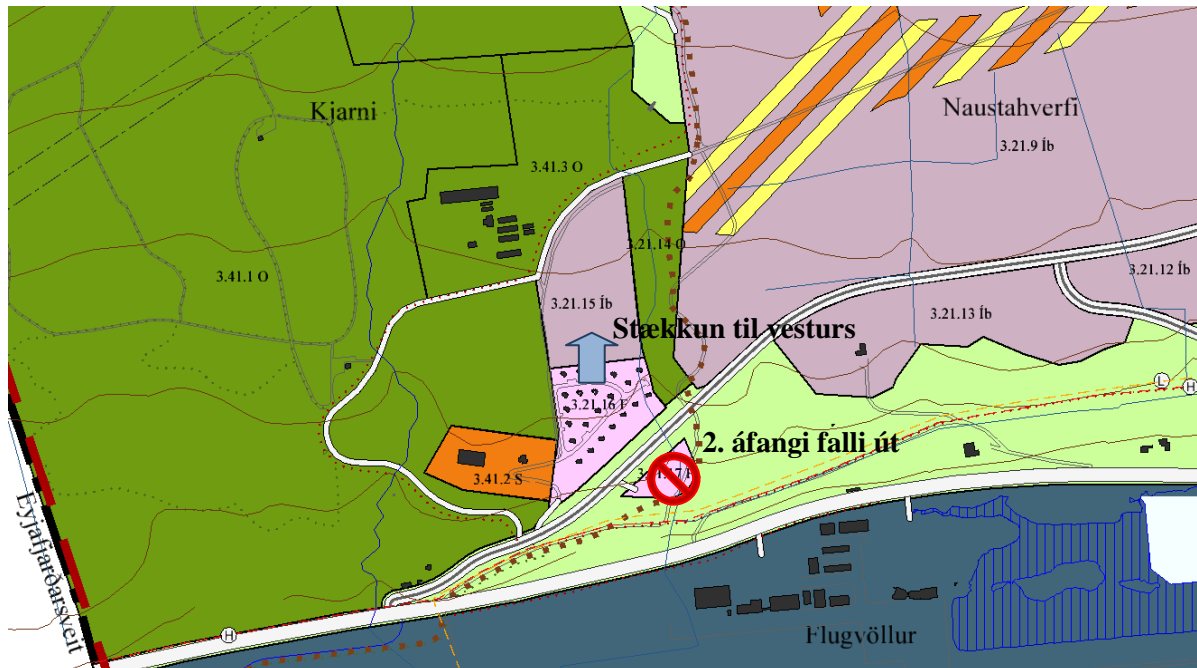 Kjarni
Naustahverfi
3.21.9 Íb
3.41.3 O
3.21.14 O
3.41.1 O
3.21.12 Íb
3.21.15 Íb
3.21.13 Íb
Stækkun til vesturs
L
H
3.21.16 F
2. áfangi falli út
3.41.2 S
Eyjafjarðarsveit
H
Flugvöllur